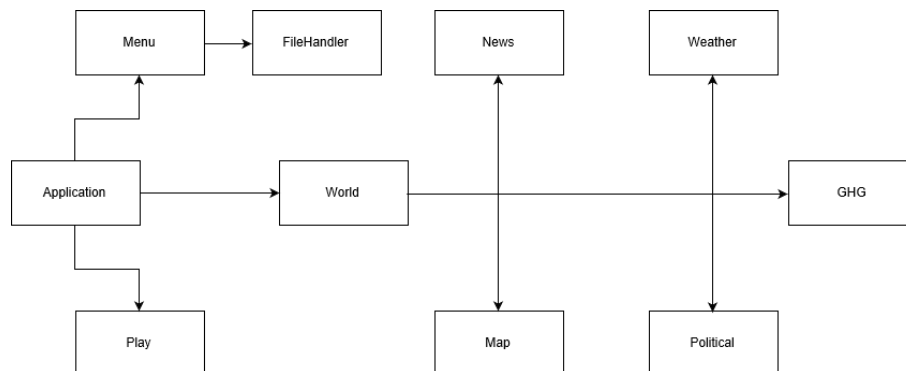 Menu
FileHandler
News
Weather
Application
World
GHG
Play
Map
Political